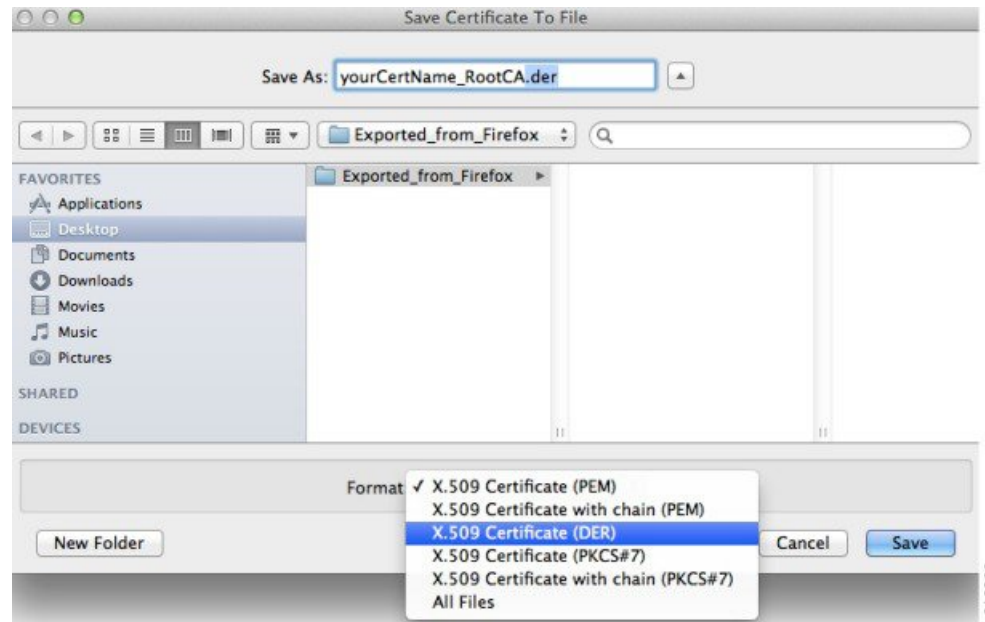 Save Certificate To File
Save As: yourCertName_RootCA.der
Exported_from_Firefox
FAVORITES
Exported_from_Firefox
Applications
Desktop
Documents
Downloads
Movies
Music
Pictures
SHARED
DEVICES
Format ✓ X.509 Certificate (PEM)
X.509 Certificate with chain (PEM)
X.509 Certificate (DER)
X.509 Certificate (PKCS#7)
X.509 Certificate with chain (PKCS#7)
All Files
New Folder
Cancel
Save